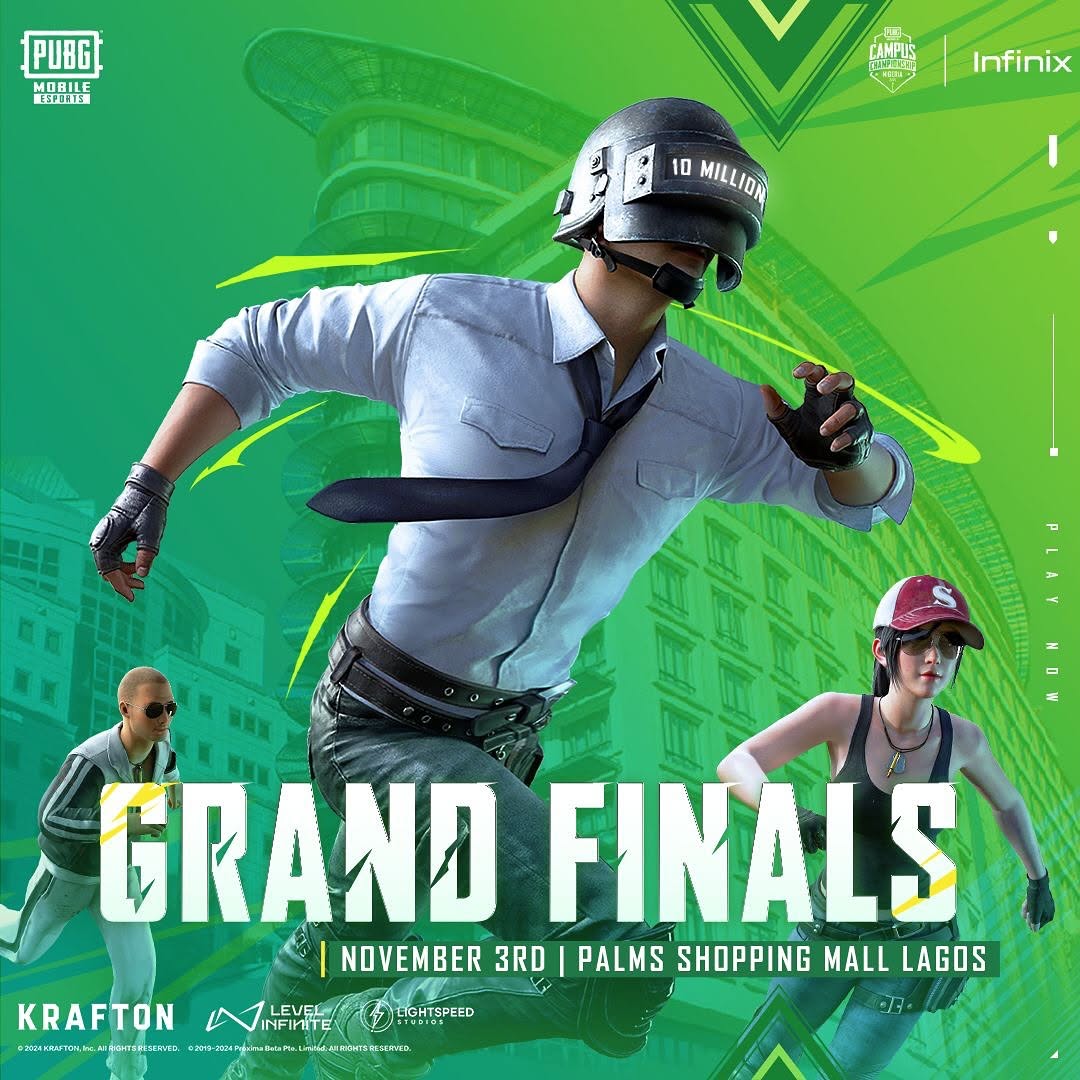 PUBG
MOBILE
ESPORTS
PUBG
CAMPUS
CHAMPIONSHIP
NIGERIA
Infinix
10 MILLION
PLAY NOW
S
GRAND FINALS
NOVEMBER 3RD | PALMS SHOPPING MALL LAGOS
KRAFTON
LEVEL
INFINITE
LIGHTSPEED
STUDIOS
© 2024 KRAFTON, Inc. All RIGHTS RESERVED. © 2019-2024 Proxima Beta Pte. Limited. All RIGHTS RESERVED.